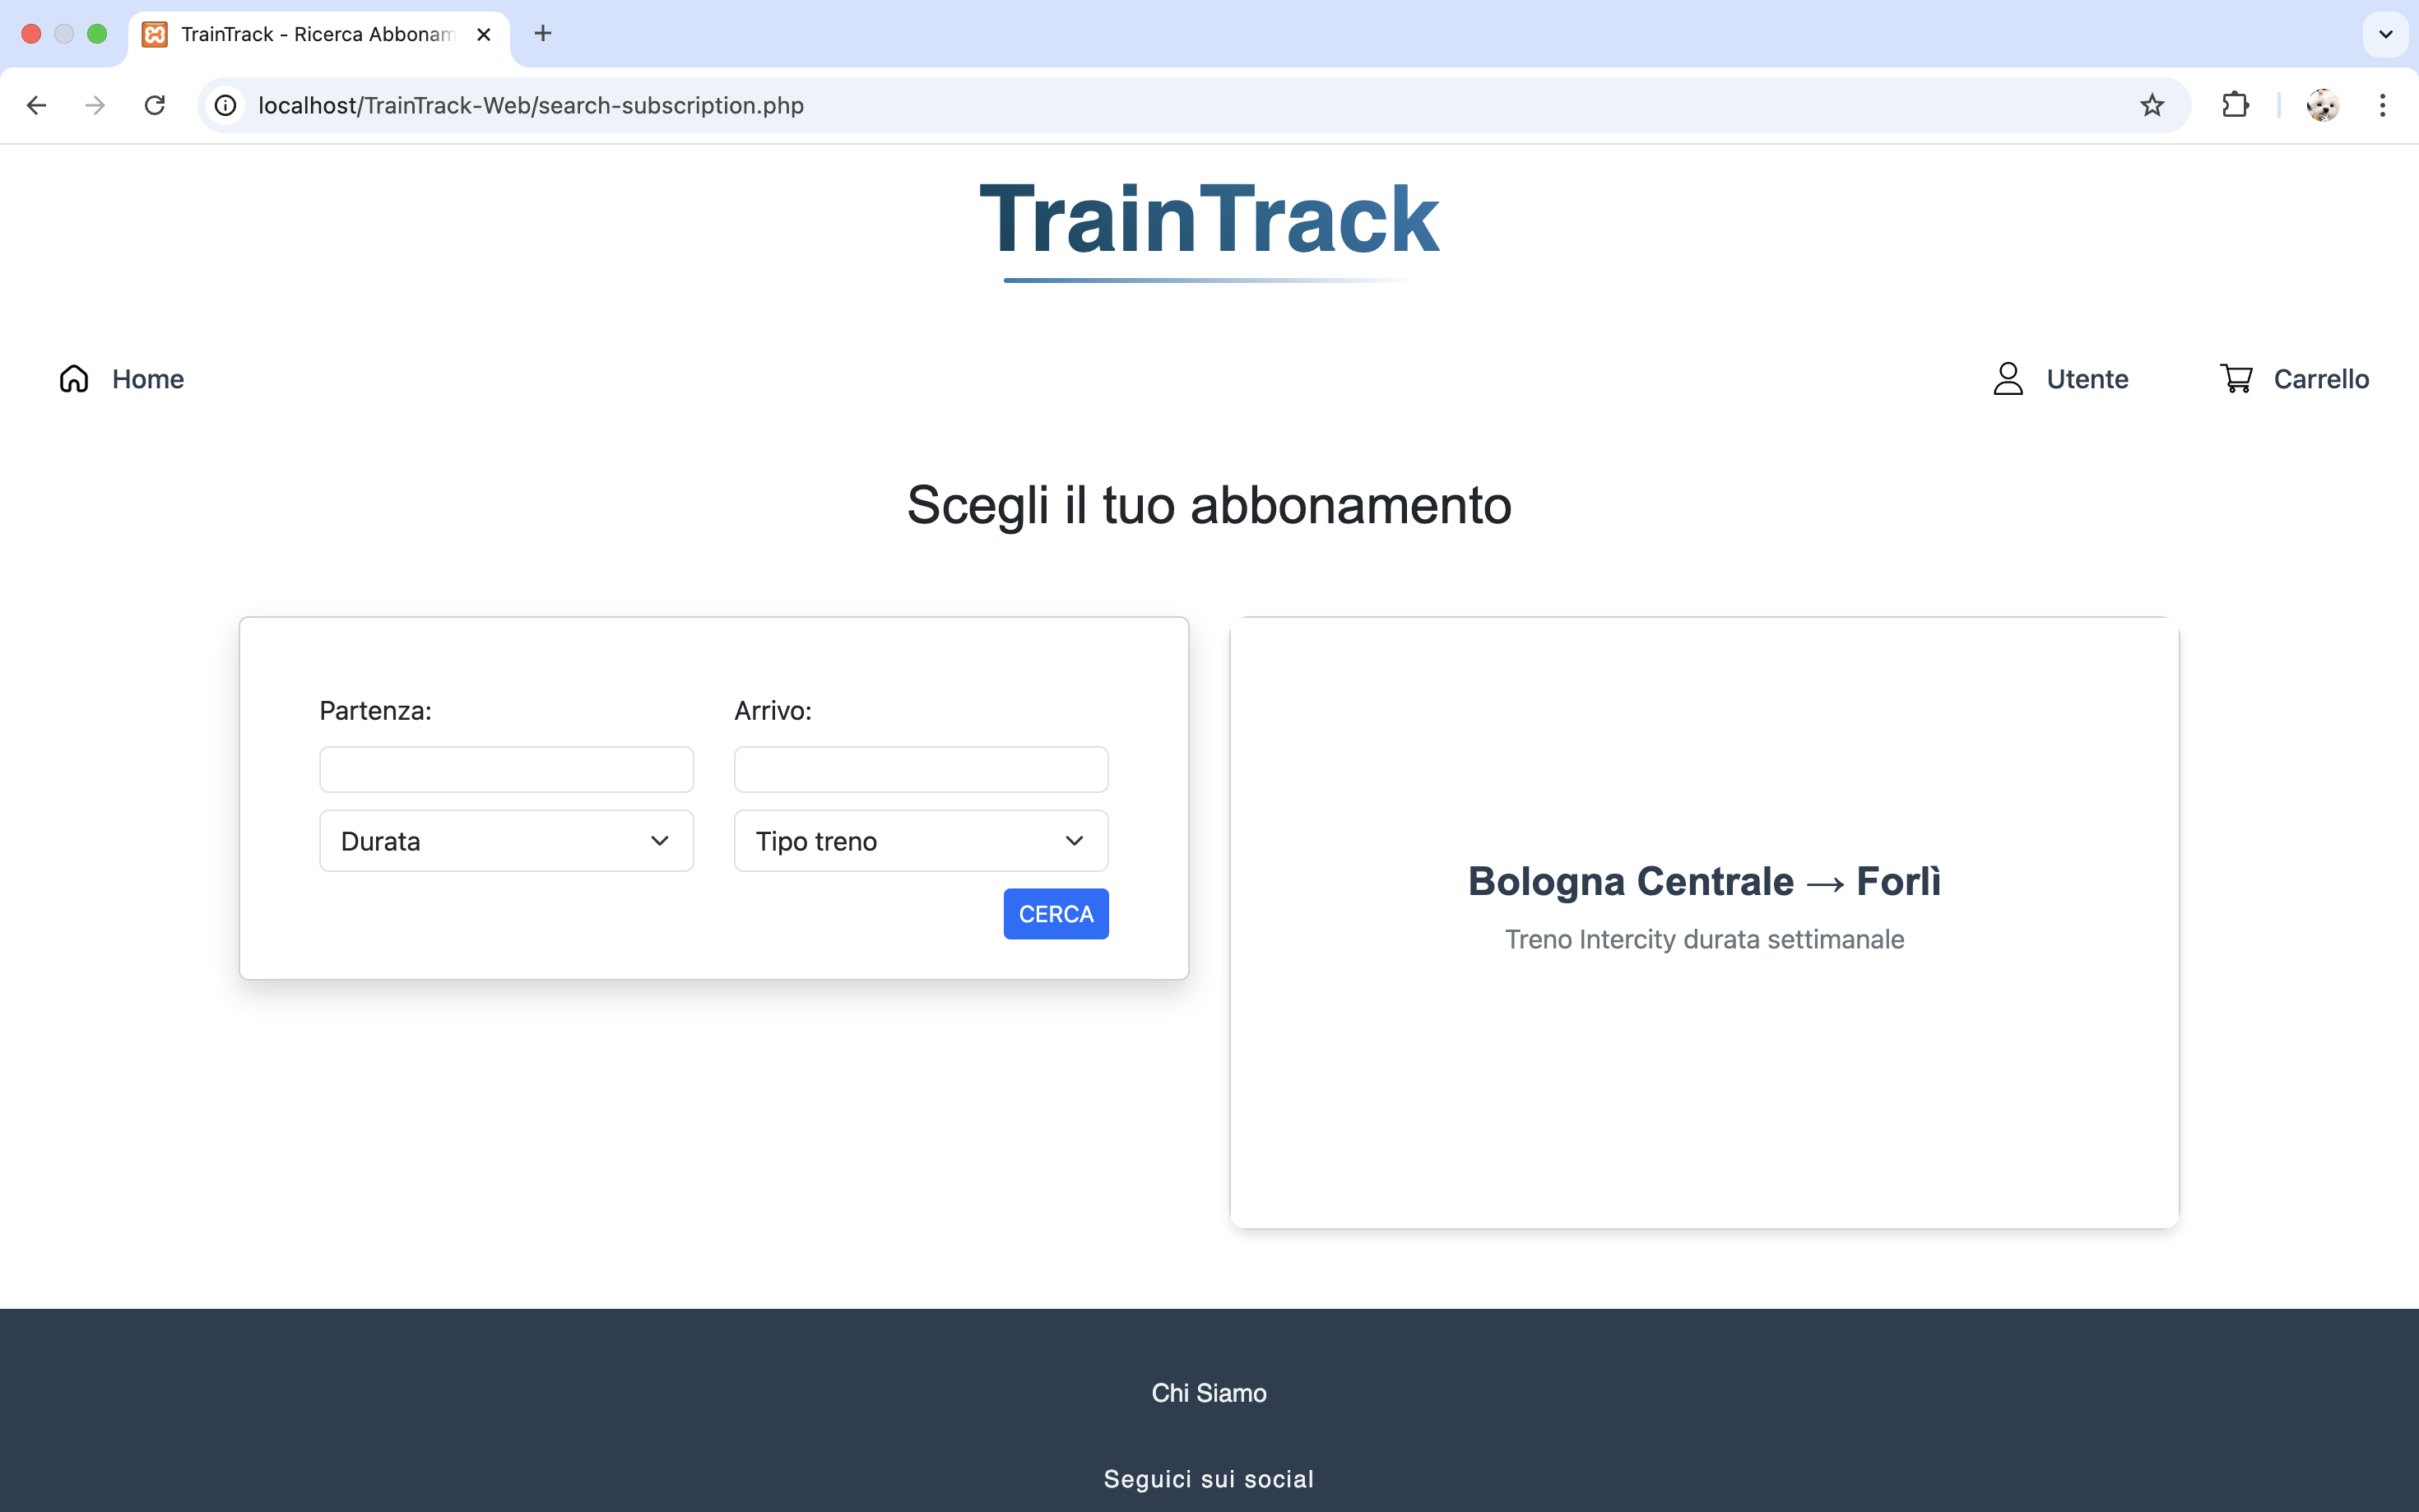 TrainTrack - Ricerca Abbonam
localhost/TrainTrack-Web/search-subscription.php
TrainTrack
Home
Utente
Carrello
Scegli il tuo abbonamento
Partenza:
Arrivo:
Durata
Tipo treno
CERCA
Bologna Centrale → Forlì
Treno Intercity durata settimanale
Chi Siamo
Seguici sui social